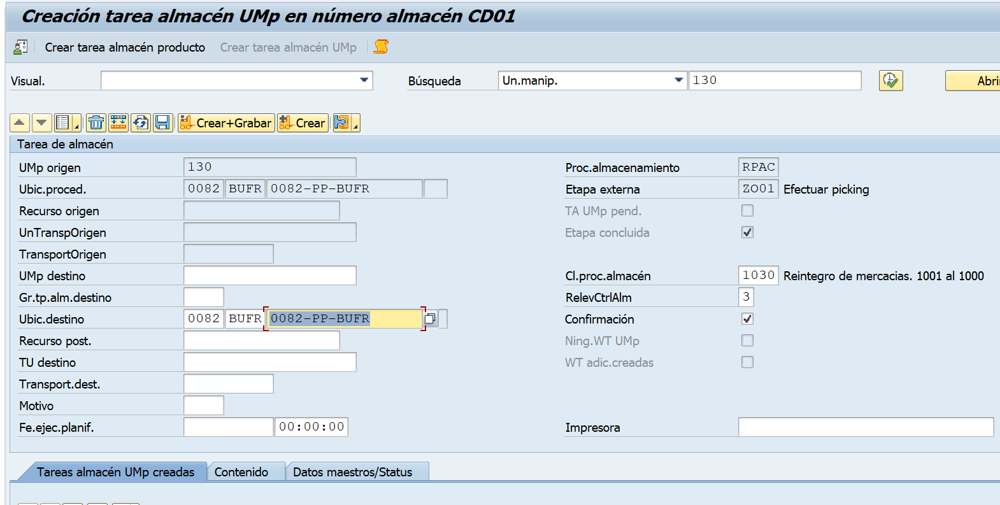 Creación tarea almacén UMp en número almacén CD01
Crear tarea almacén producto Crear tarea almacén UMp
Visual. Búsqueda Un.manip. 130 Abri
Crear+Grabar Crear
Tarea de almacén
UMp origen 130 Proc.almacenamiento RPAC
Ubic.proced. 0082 BUFR 0082-PP-BUFR Etapa externa ZO01 Efectuar picking
Recurso origen TA UMp pend.
UnTranspOrigen Etapa concluida
TransportOrigen
UMp destino Cl.proc.almacén 1030 Reintegro de mercacias. 1001 al 1000
Gr.tp.alm.destino RelevCtrlAlm 3
Ubic.destino 0082 BUFR 0082-PP-BUFR Confirmación
Recurso post. Ning.WT UMp
TU destino WT adic.creadas
Transport.dest.
Motivo
Fe.ejec.planif. 00:00:00 Impresora
Tareas almacén UMp creadas Contenido Datos maestros/Status